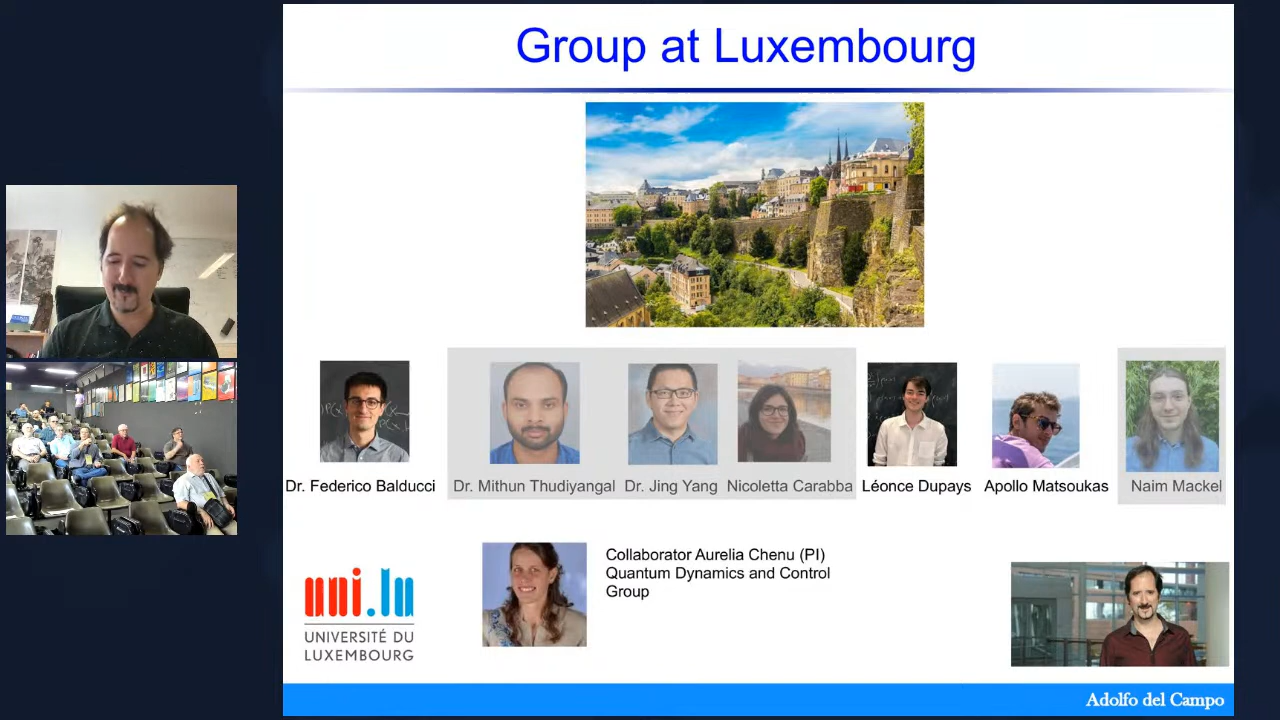 Group at Luxembourg
Dr. Federico Balducci
Dr. Mithun Thudiyangal
Dr. Jing Yang
Nicoletta Carabba
Léonce Dupays
Apollo Matsoukas
Naim Mackel
Collaborator Aurelia Chenu (PI)
Quantum Dynamics and Control
Group
uni.lu
UNIVERSITÉ DU
LUXEMBOURG
Adolfo del Campo